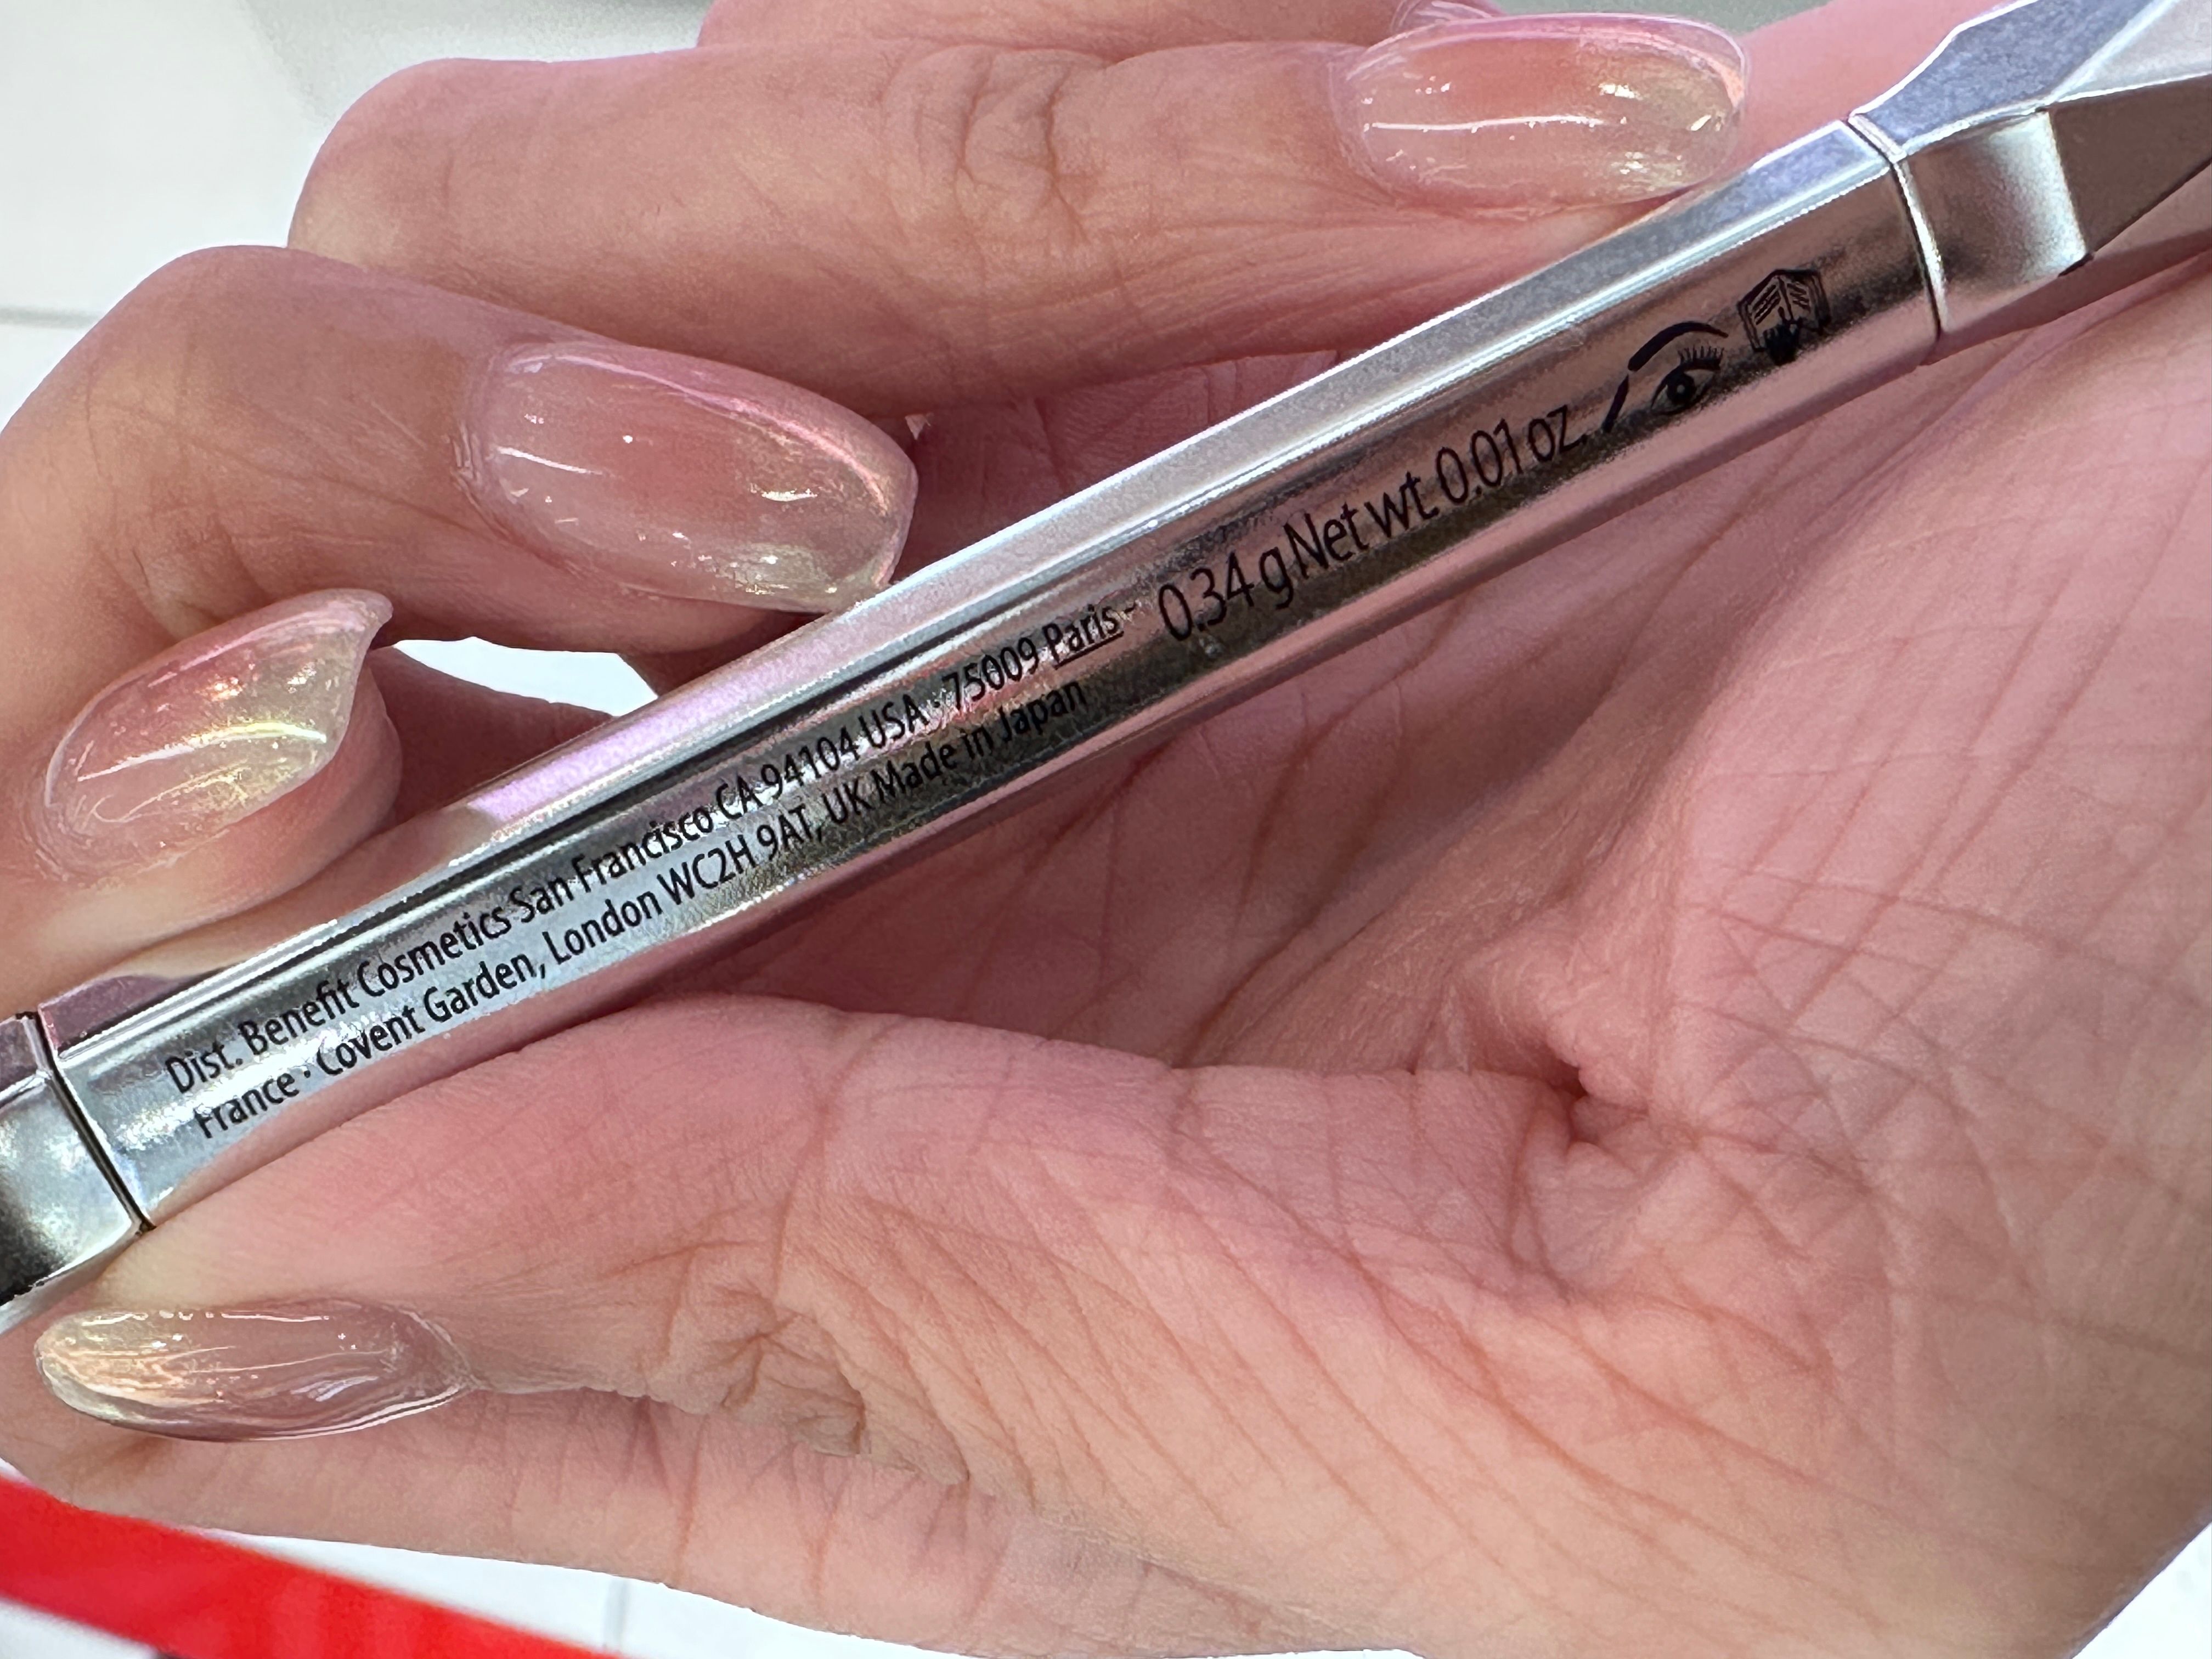 Dist. Benefit Cosmetics San Francisco CA 94104 USA · 75009 Paris -
France · Covent Garden, London WC2H 9AT, UK Made in Japan
0.34 g Net wt. 0.01 oz.